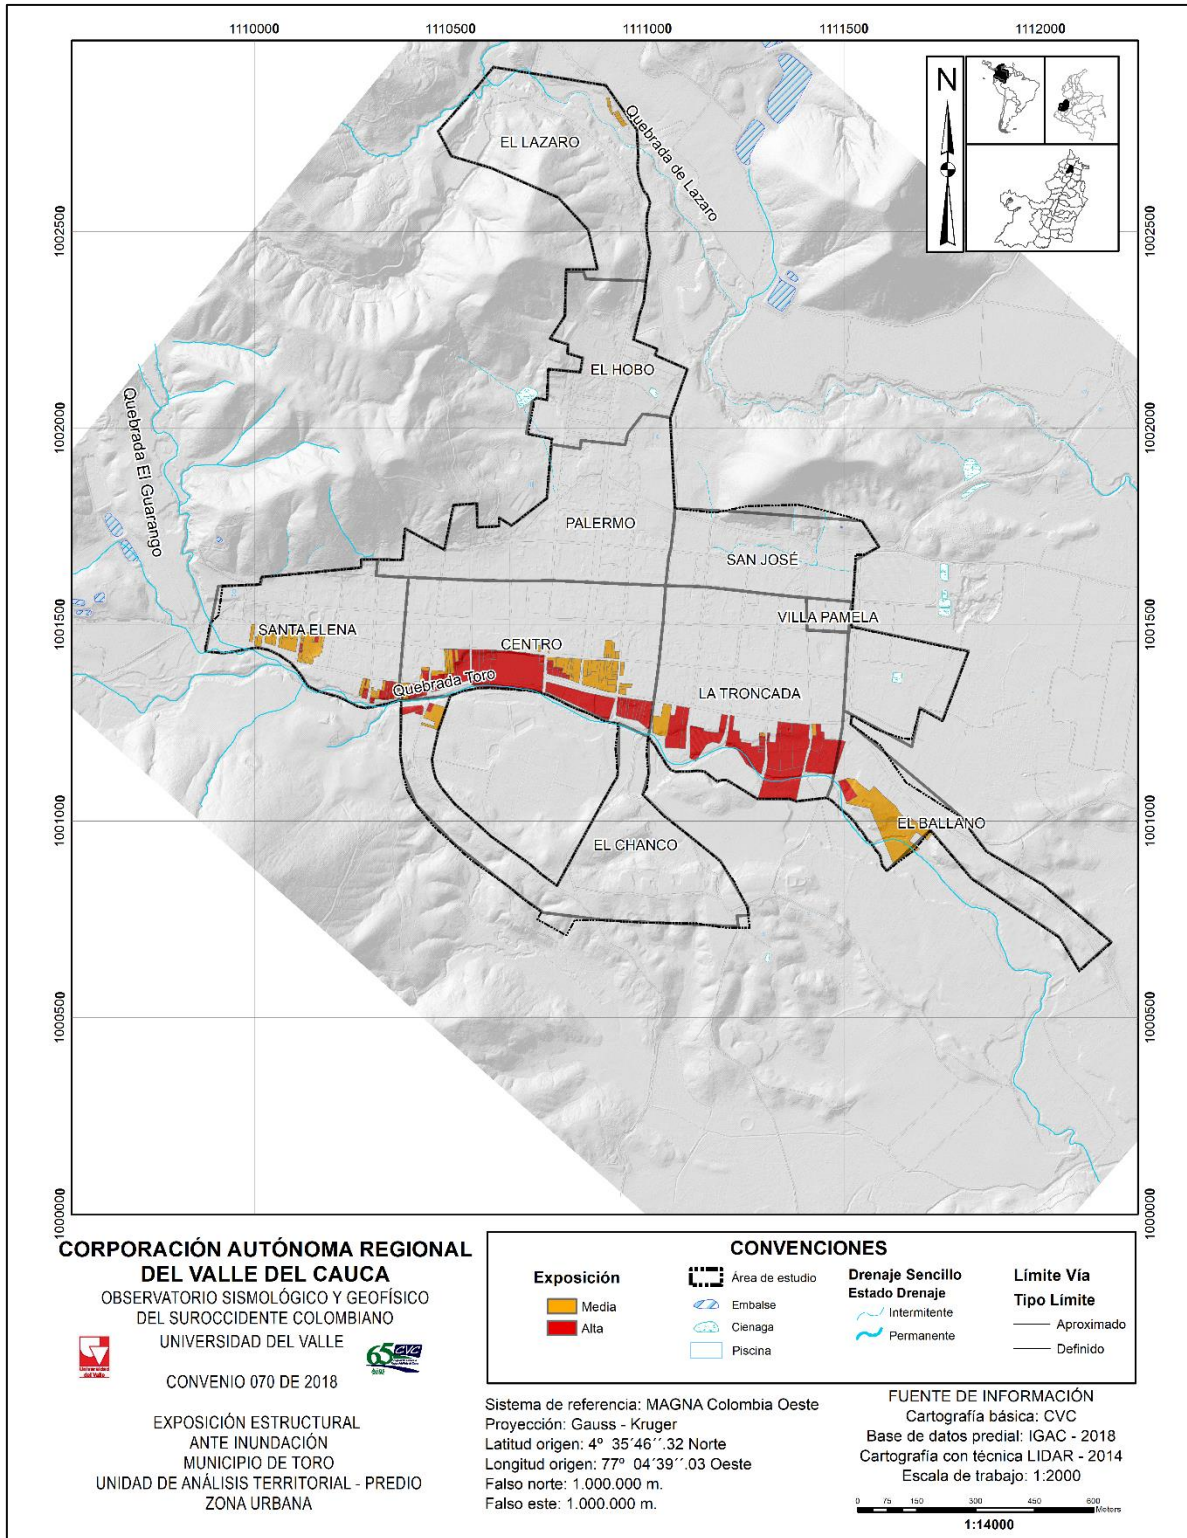 1110000
1110500
1111000
1111500
1112000
1002500
1002500
1002000
1002000
1001500
1001500
1001000
1001000
1000500
1000500
1000000
1000000
N
Quebrada de Lazaro
EL LAZARO
EL HOBO
Quebrada El Guarango
PALERMO
SAN JOSÉ
VILLA PAMELA
SANTA ELENA
CENTRO
Quebrada Toro
LA TRONCADA
EL BALLANO
EL CHANCO
CORPORACIÓN AUTÓNOMA REGIONAL
DEL VALLE DEL CAUCA
OBSERVATORIO SISMOLÓGICO Y GEOFÍSICO
DEL SUROCCIDENTE COLOMBIANO
UNIVERSIDAD DEL VALLE
Universidad
del Valle
65 CVC
CONVENIO 070 DE 2018
EXPOSICIÓN ESTRUCTURAL
ANTE INUNDACIÓN
MUNICIPIO DE TORO
UNIDAD DE ANÁLISIS TERRITORIAL - PREDIO
ZONA URBANA
CONVENCIONES
Exposición
Media
Alta
Área de estudio
Embalse
Cienaga
Piscina
Drenaje Sencillo
Estado Drenaje
Intermitente
Permanente
Límite Vía
Tipo Límite
Aproximado
Definido
Sistema de referencia: MAGNA Colombia Oeste
Proyección: Gauss - Kruger
Latitud origen: 4º 35´46´´.32 Norte
Longitud origen: 77º 04´39´´.03 Oeste
Falso norte: 1.000.000 m.
Falso este: 1.000.000 m.
FUENTE DE INFORMACIÓN
Cartografía básica: CVC
Base de datos predial: IGAC - 2018
Cartografía con técnica LIDAR - 2014
Escala de trabajo: 1:2000
0 75 150 300 450 600
Meters
1:14000